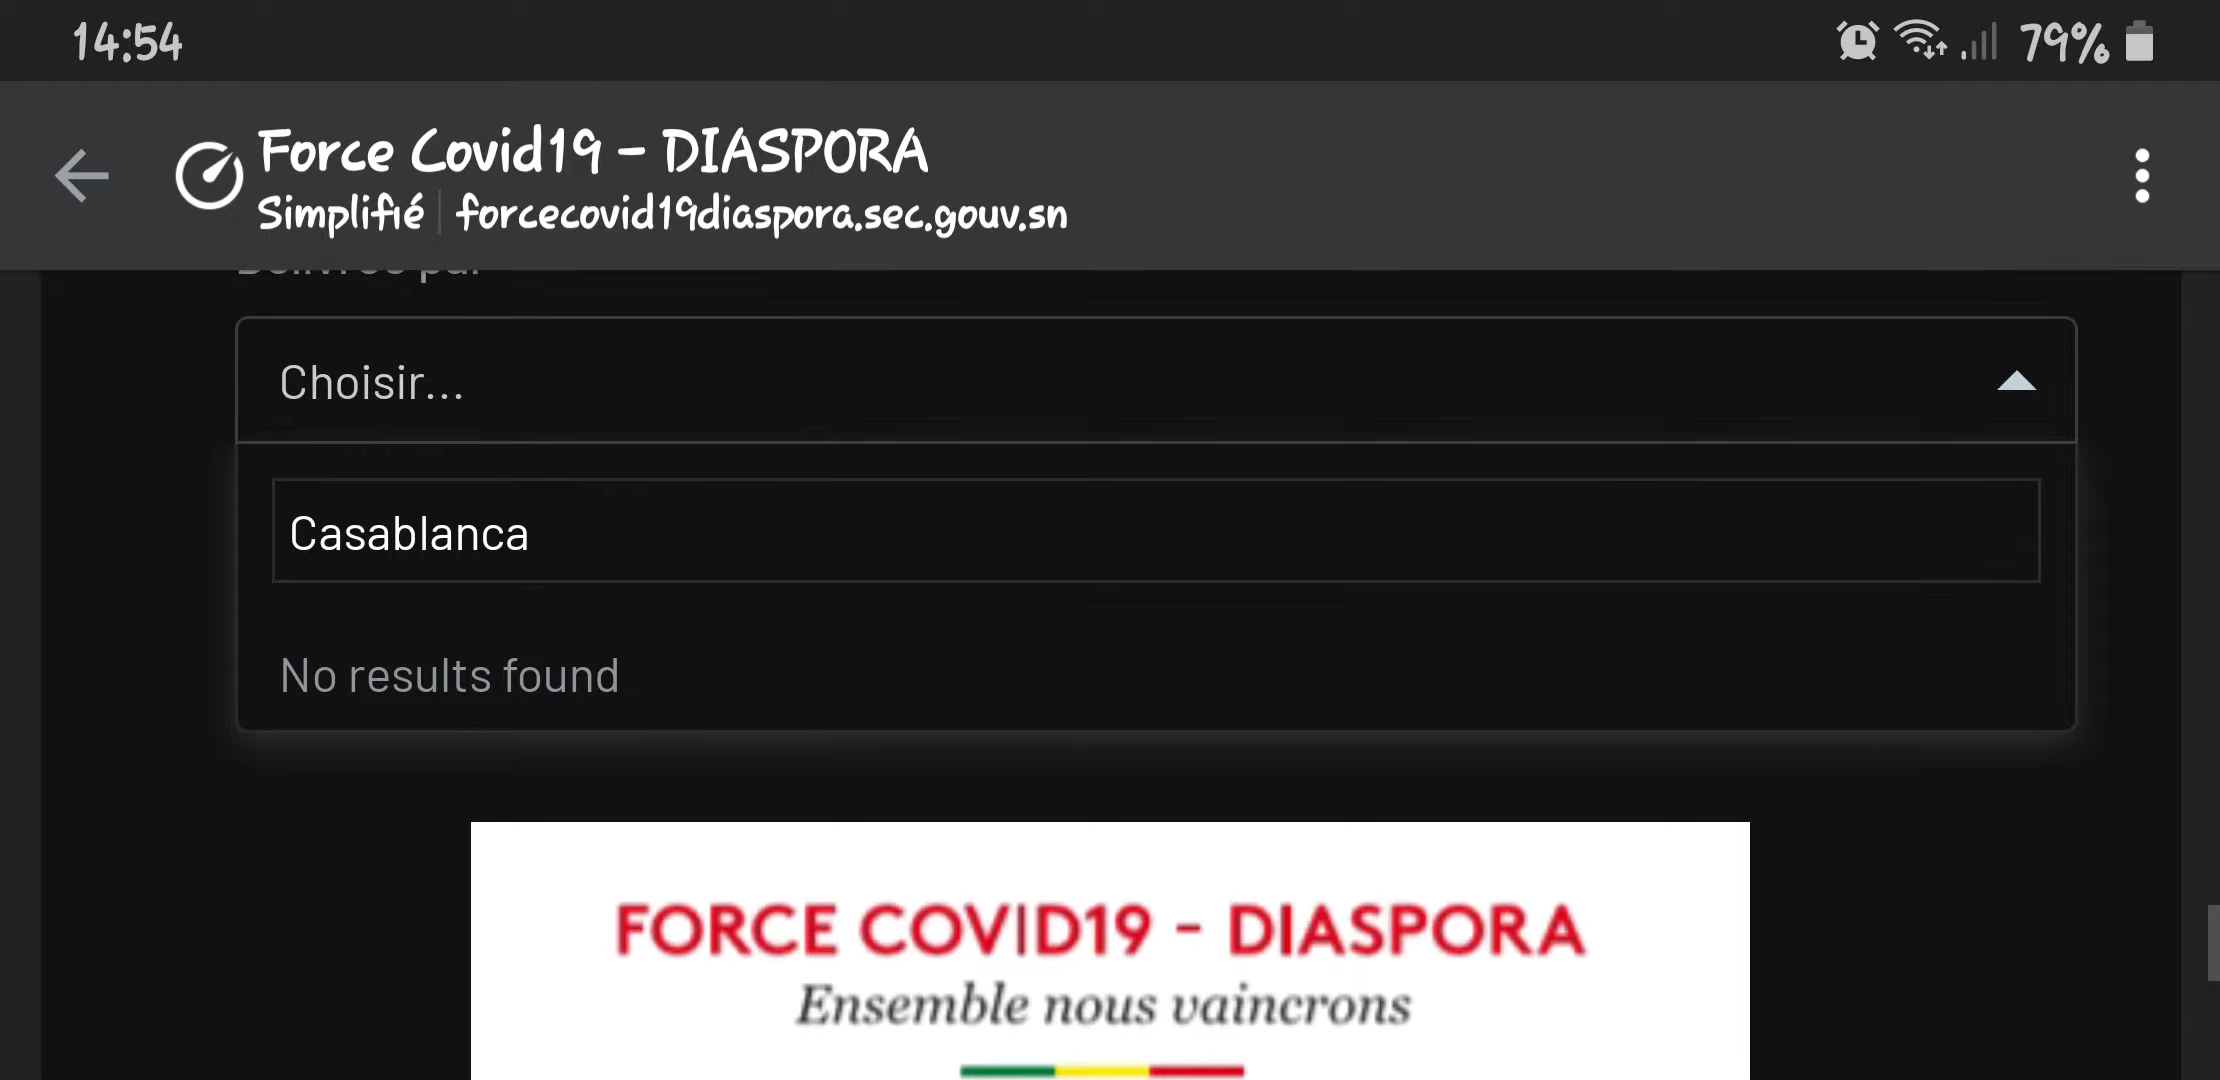 14:54
79%
Force Covid19 - DIASPORA
Simplifié forcecovid19diaspora.sec.gouv.sn
Choisir...
Casablanca
No results found
FORCE COVID19 - DIASPORA
Ensemble nous vaincrons